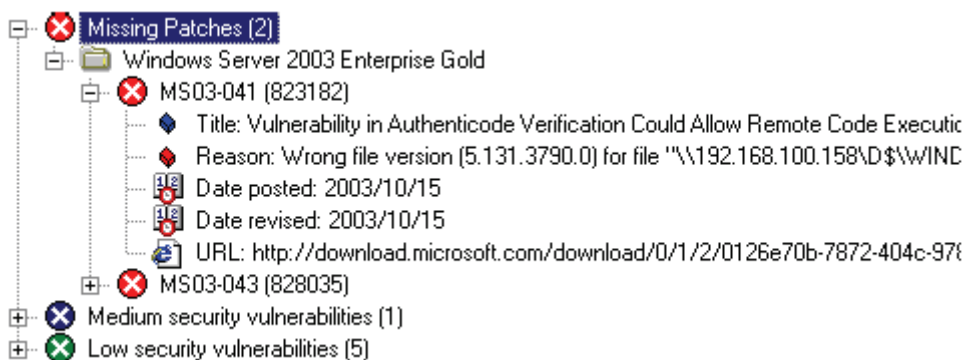 Missing Patches (2)
Windows Server 2003 Enterprise Gold
MS03-041 (823182)
Title: Vulnerability in Authenticode Verification Could Allow Remote Code Executio
Reason: Wrong file version (5.131.3790.0) for file "\\192.168.100.158\D$\WIND
Date posted: 2003/10/15
Date revised: 2003/10/15
URL: http://download.microsoft.com/download/0/1/2/0126e70b-7872-404c-978
MS03-043 (828035)
Medium security vulnerabilities (1)
Low security vulnerabilities (5)